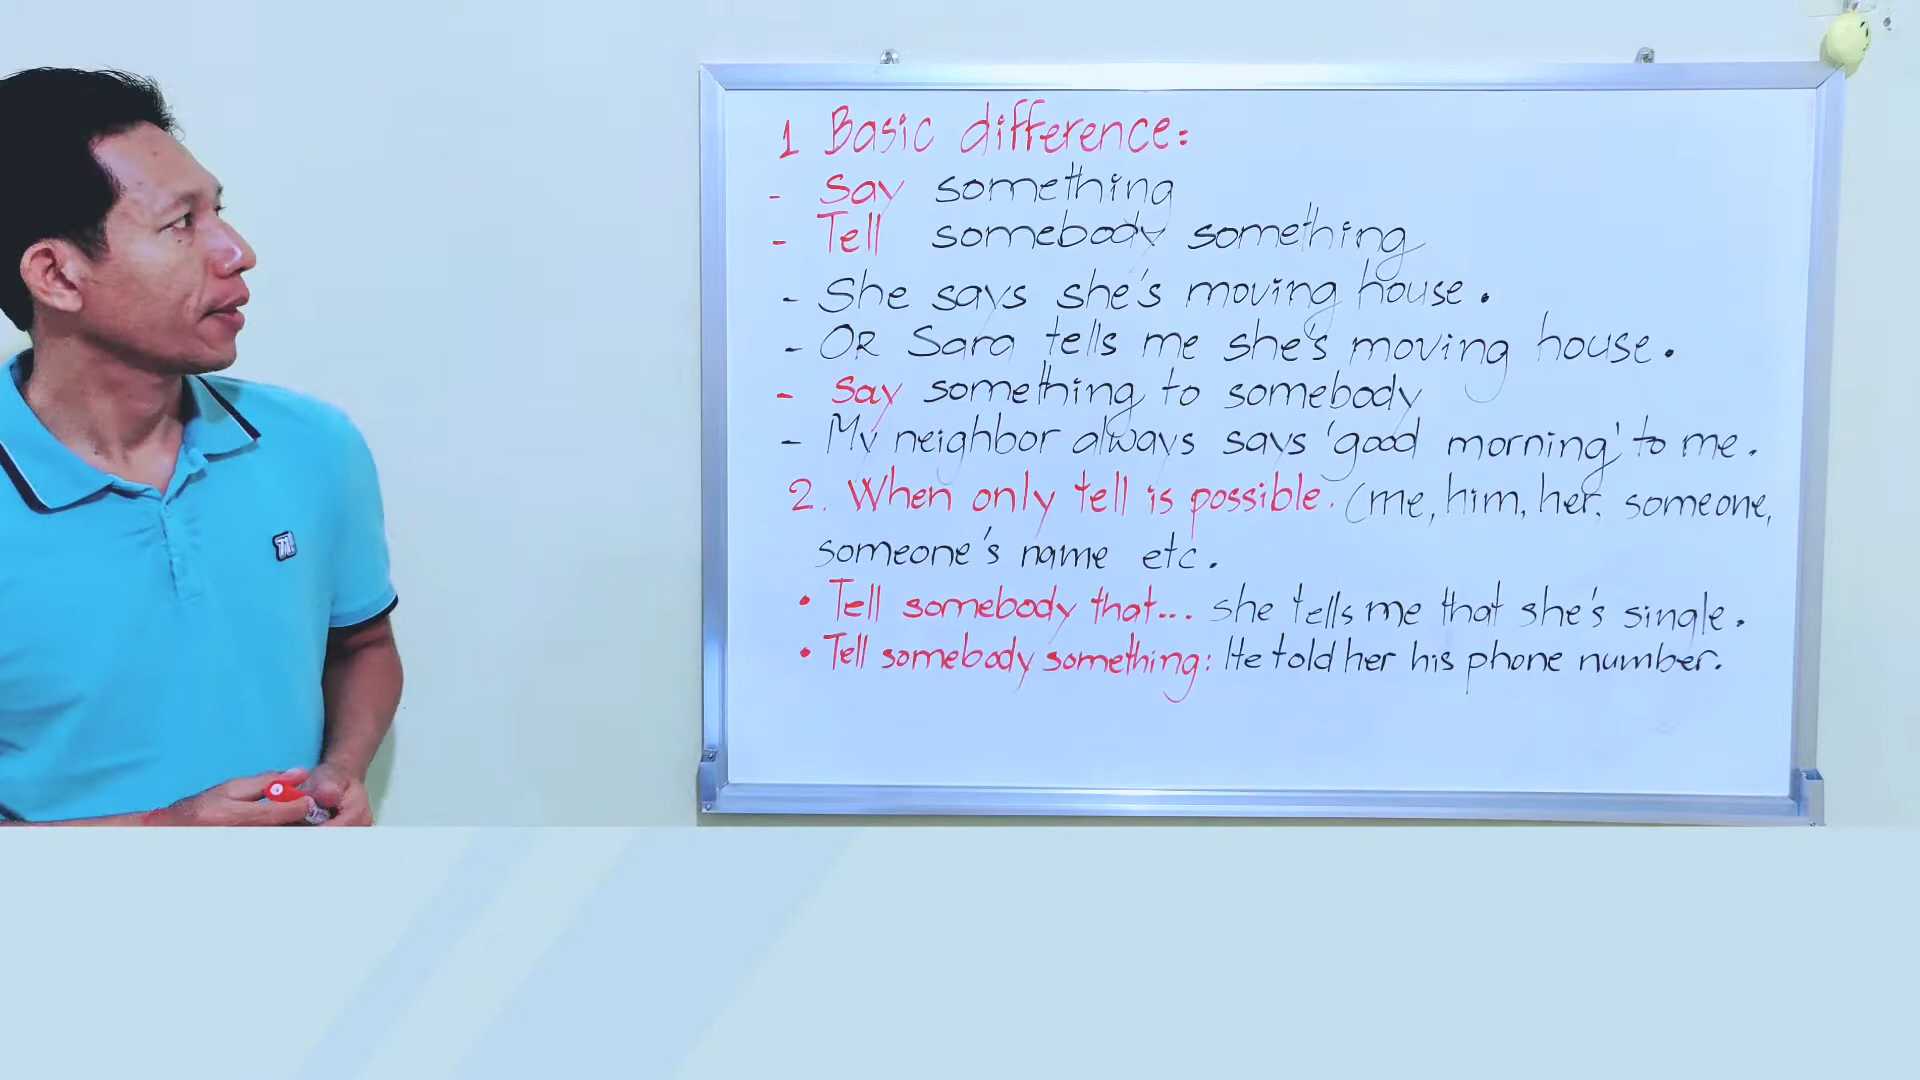 1 Basic difference:
- Say something
- Tell somebody something
- She says she's moving house.
- OR Sara tells me she's moving house.
- Say something to somebody
- My neighbor always says 'good morning' to me.
2. When only tell is possible. (me, him, her, someone,
someone's name etc.
• Tell somebody that... she tells me that she's single.
• Tell somebody something: He told her his phone number.